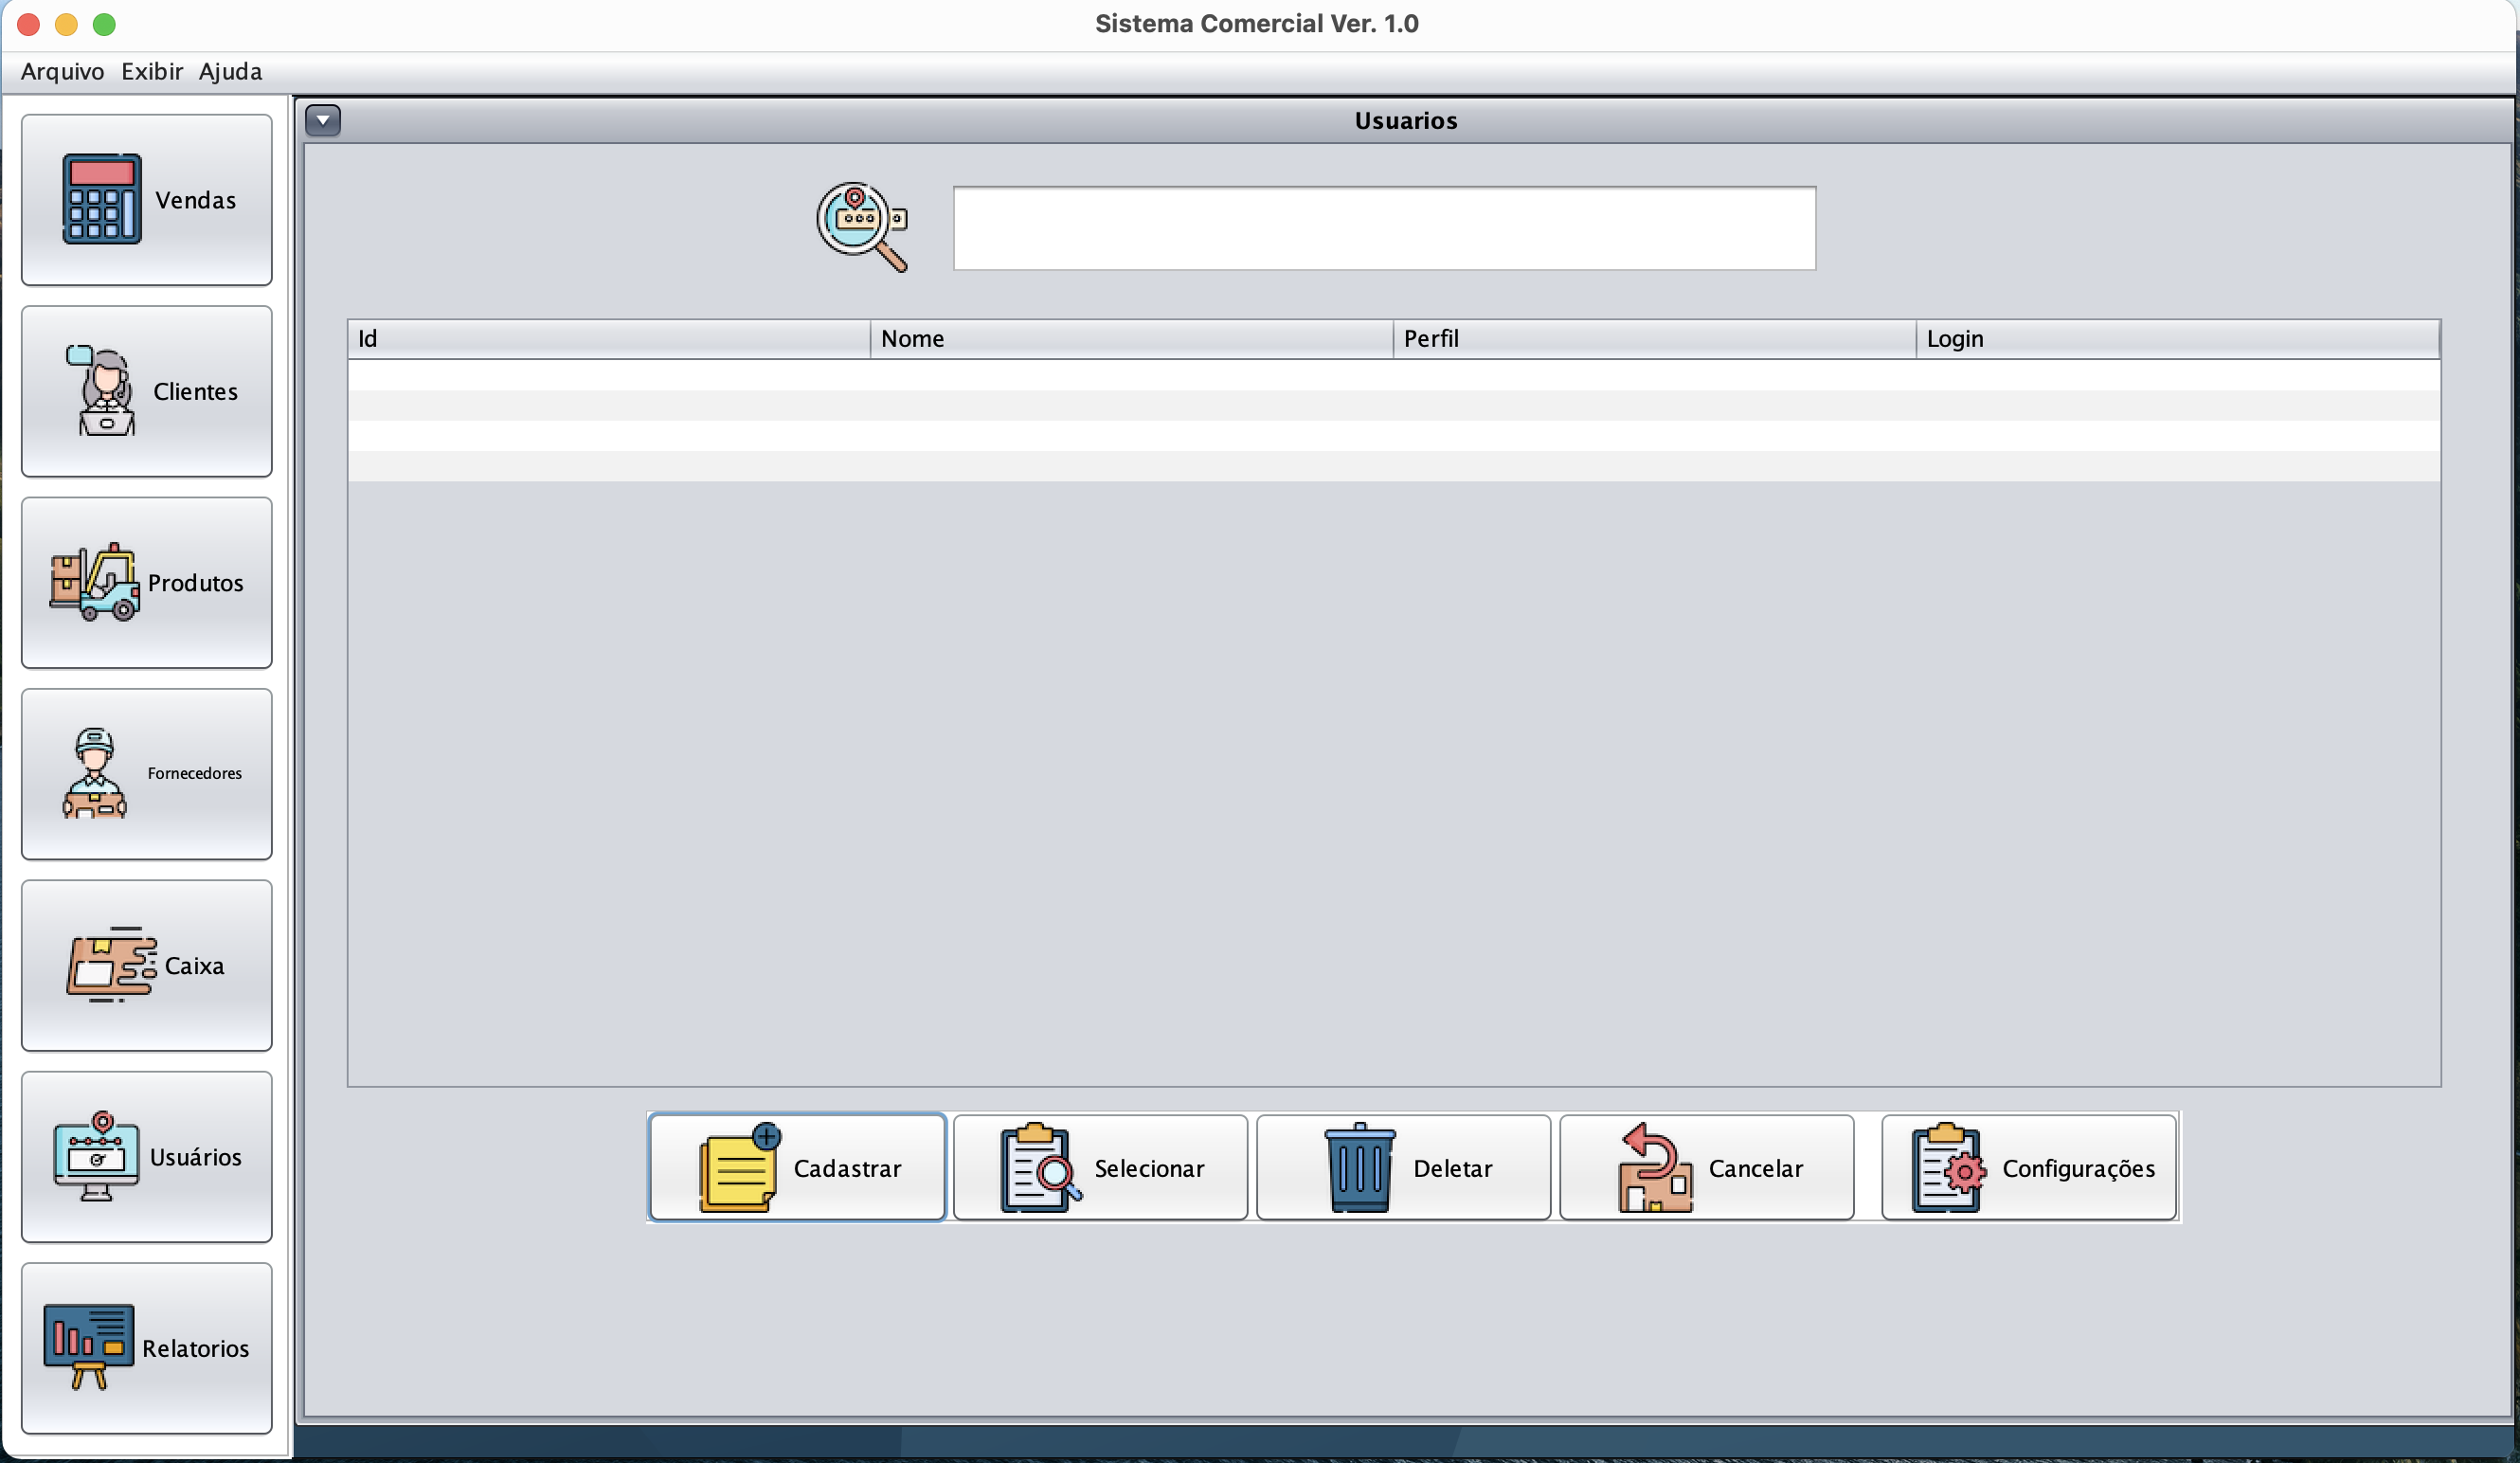 Sistema Comercial Ver. 1.0
Arquivo Exibir Ajuda
Usuarios
Vendas
Clientes
Produtos
Fornecedores
Caixa
Usuários
Relatorios
Id Nome Perfil Login
Cadastrar Selecionar Deletar Cancelar Configurações